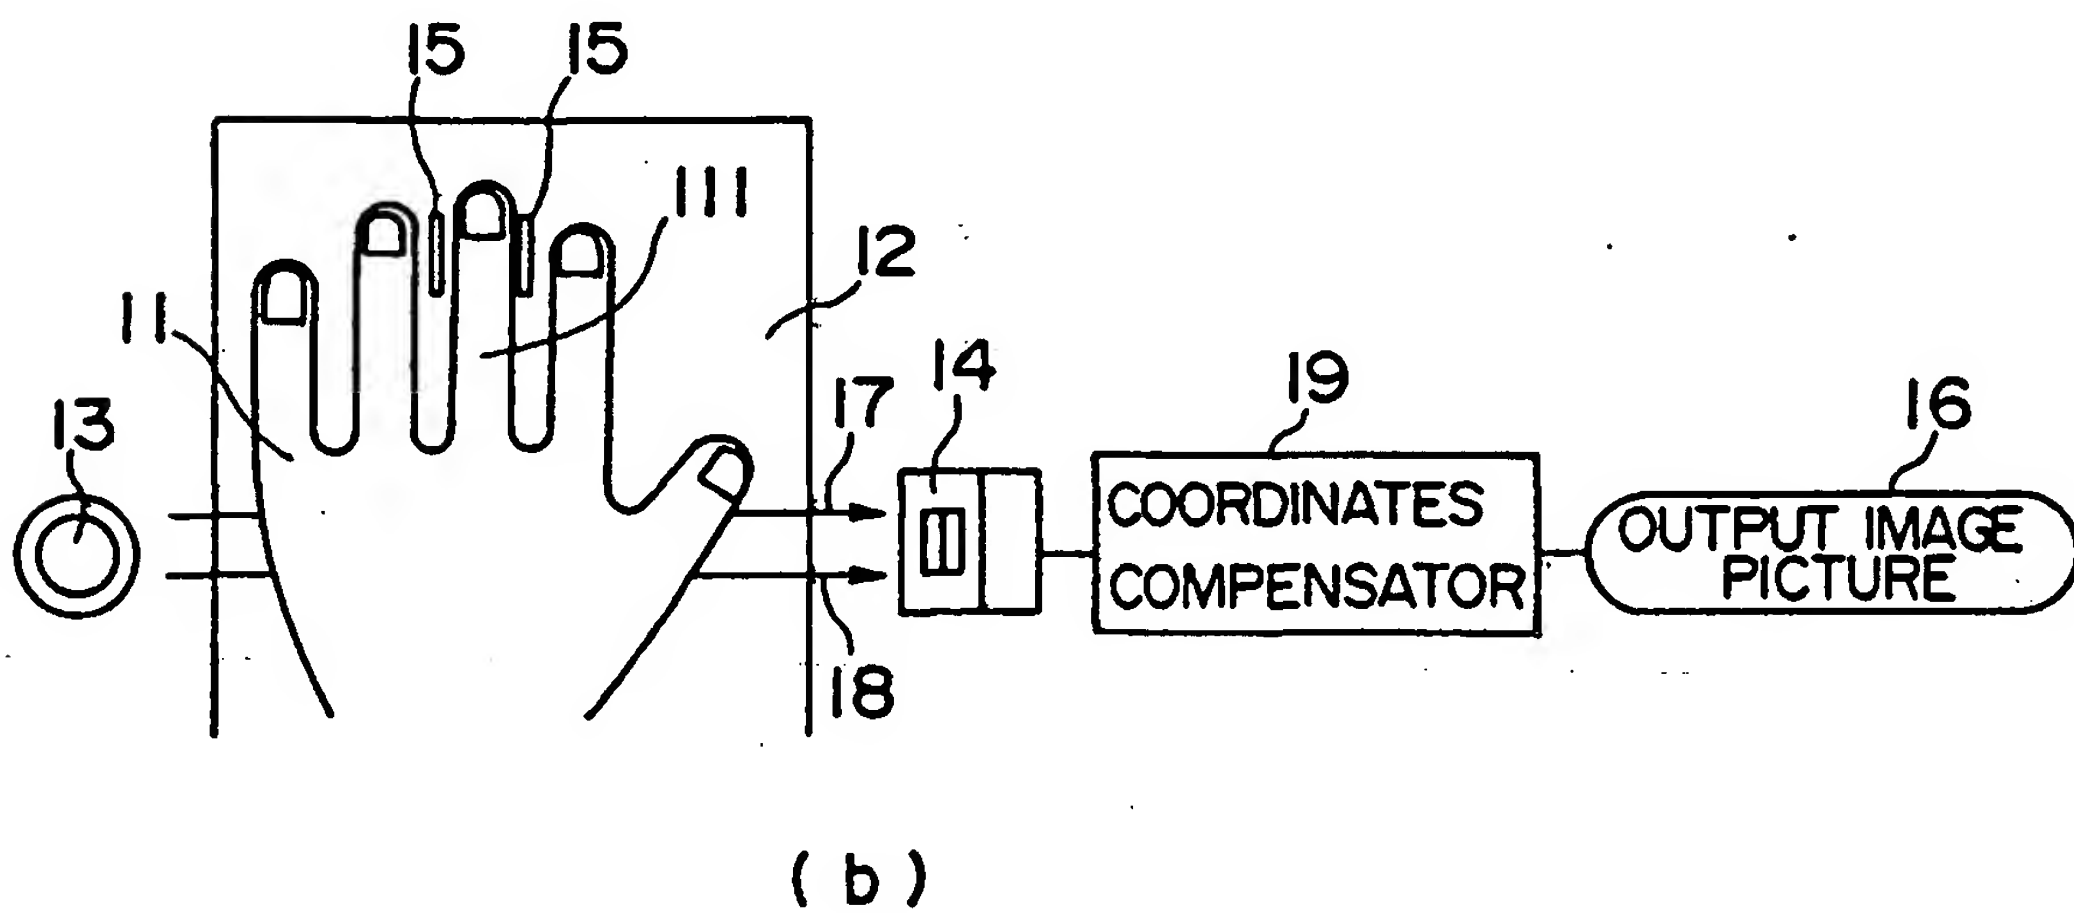 15 15
111
12
11
13
17
14
19
16
COORDINATES
COMPENSATOR
OUTPUT IMAGE
PICTURE
18
(b)